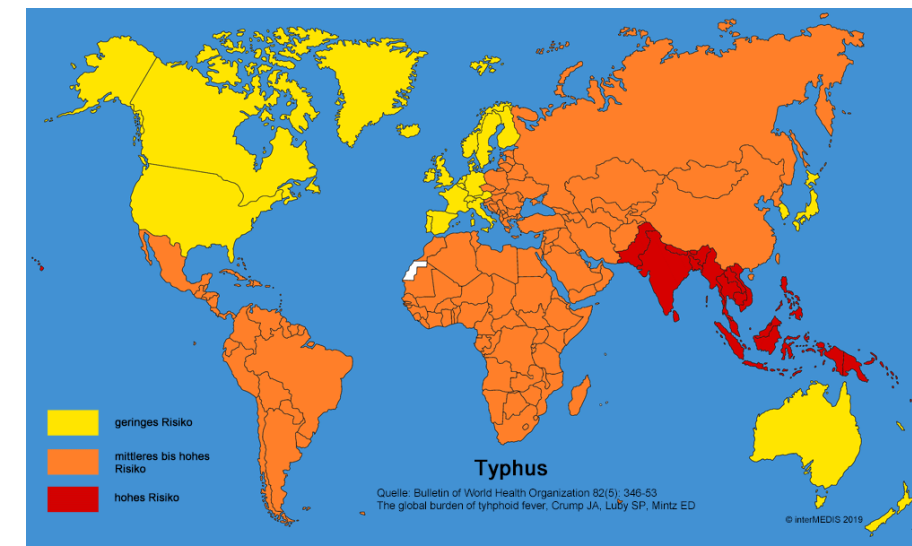 geringes Risiko
mittleres bis hohes
Risiko
hohes Risiko
Typhus
Quelle: Bulletin of World Health Organization 82(5): 346-53
The global burden of tyhphoid fever, Crump JA, Luby SP, Mintz ED
© interMEDIS 2019